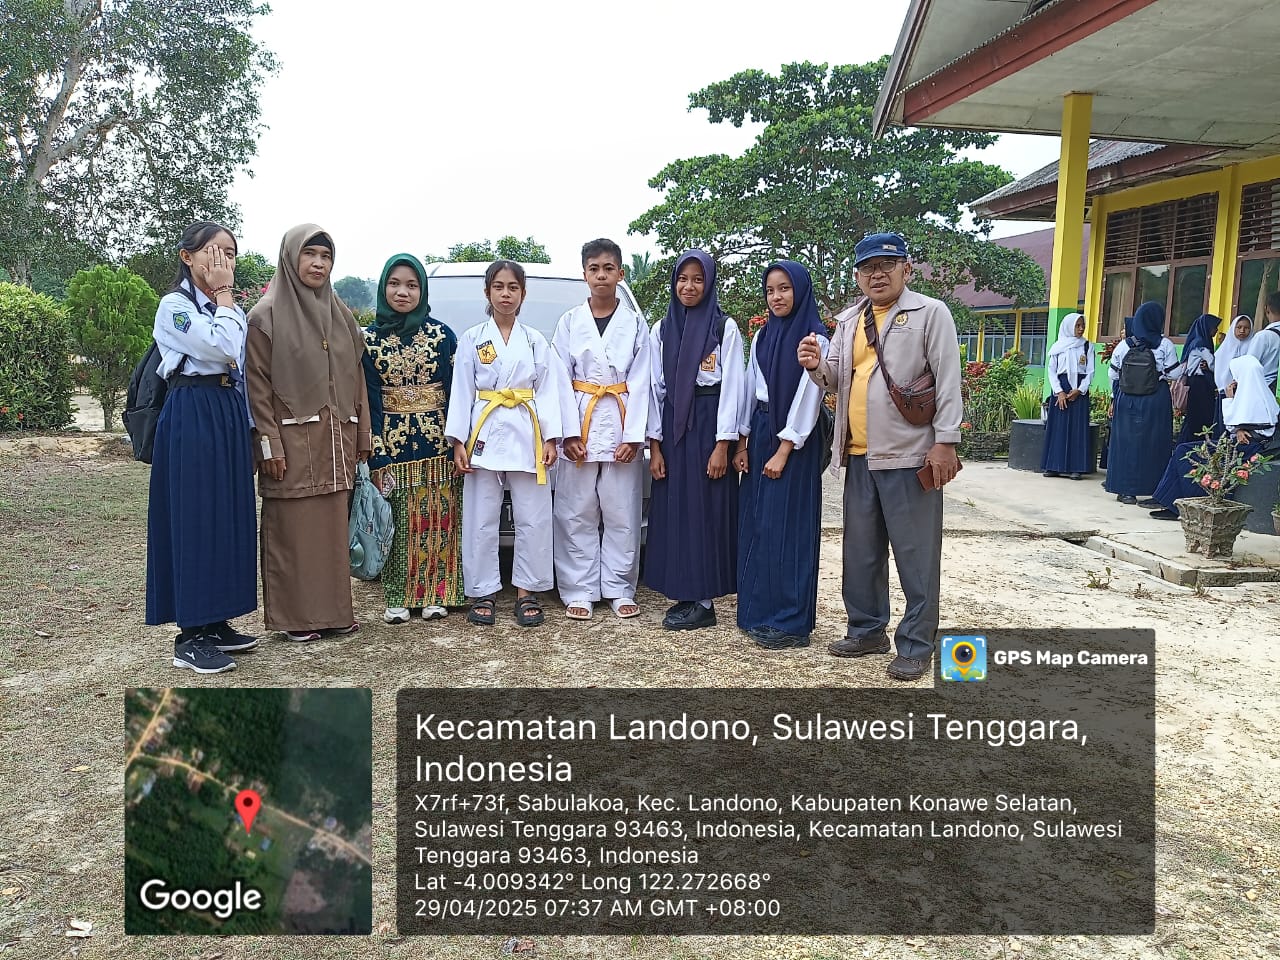 GPS Map Camera
Kecamatan Landono, Sulawesi Tenggara,
Indonesia
X7rf+73f, Sabulakoa, Kec. Landono, Kabupaten Konawe Selatan,
Sulawesi Tenggara 93463, Indonesia, Kecamatan Landono, Sulawesi
Tenggara 93463, Indonesia
Lat -4.009342° Long 122.272668°
29/04/2025 07:37 AM GMT +08:00
Google